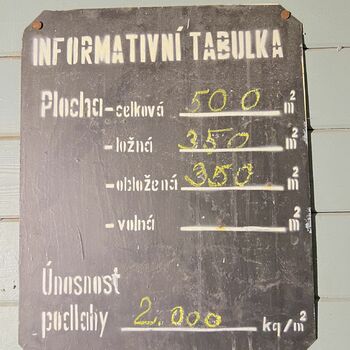 INFORMATIVNÍ TABULKA
Plocha - celková 500 m²
- ložná 350 m²
- obložená 350 m²
- volná m²
Únosnost
podlahy 2.000 kg/m²